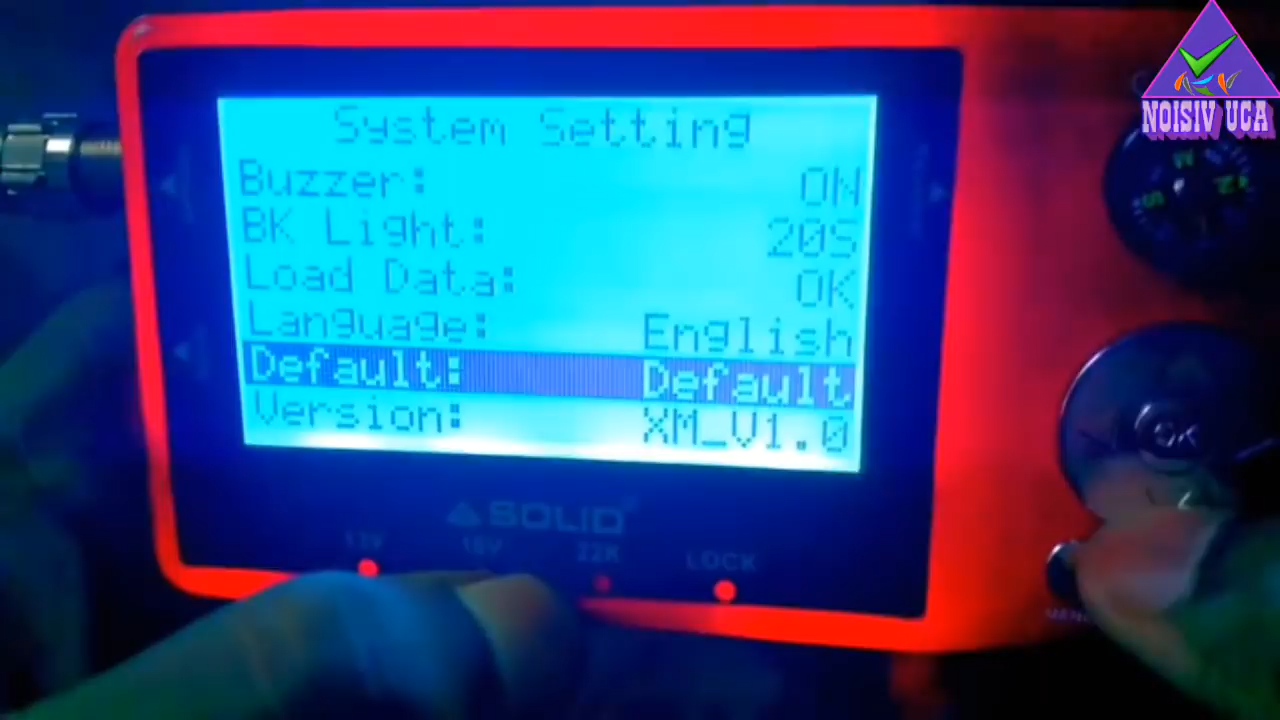 System Setting
Buzzer: ON
BK Light: 20S
Load Data: OK
Language: English
Default: Default
Version: XM_V1.0
SOLID
13V 18V 22K LOCK
OK
NOISIV UCA